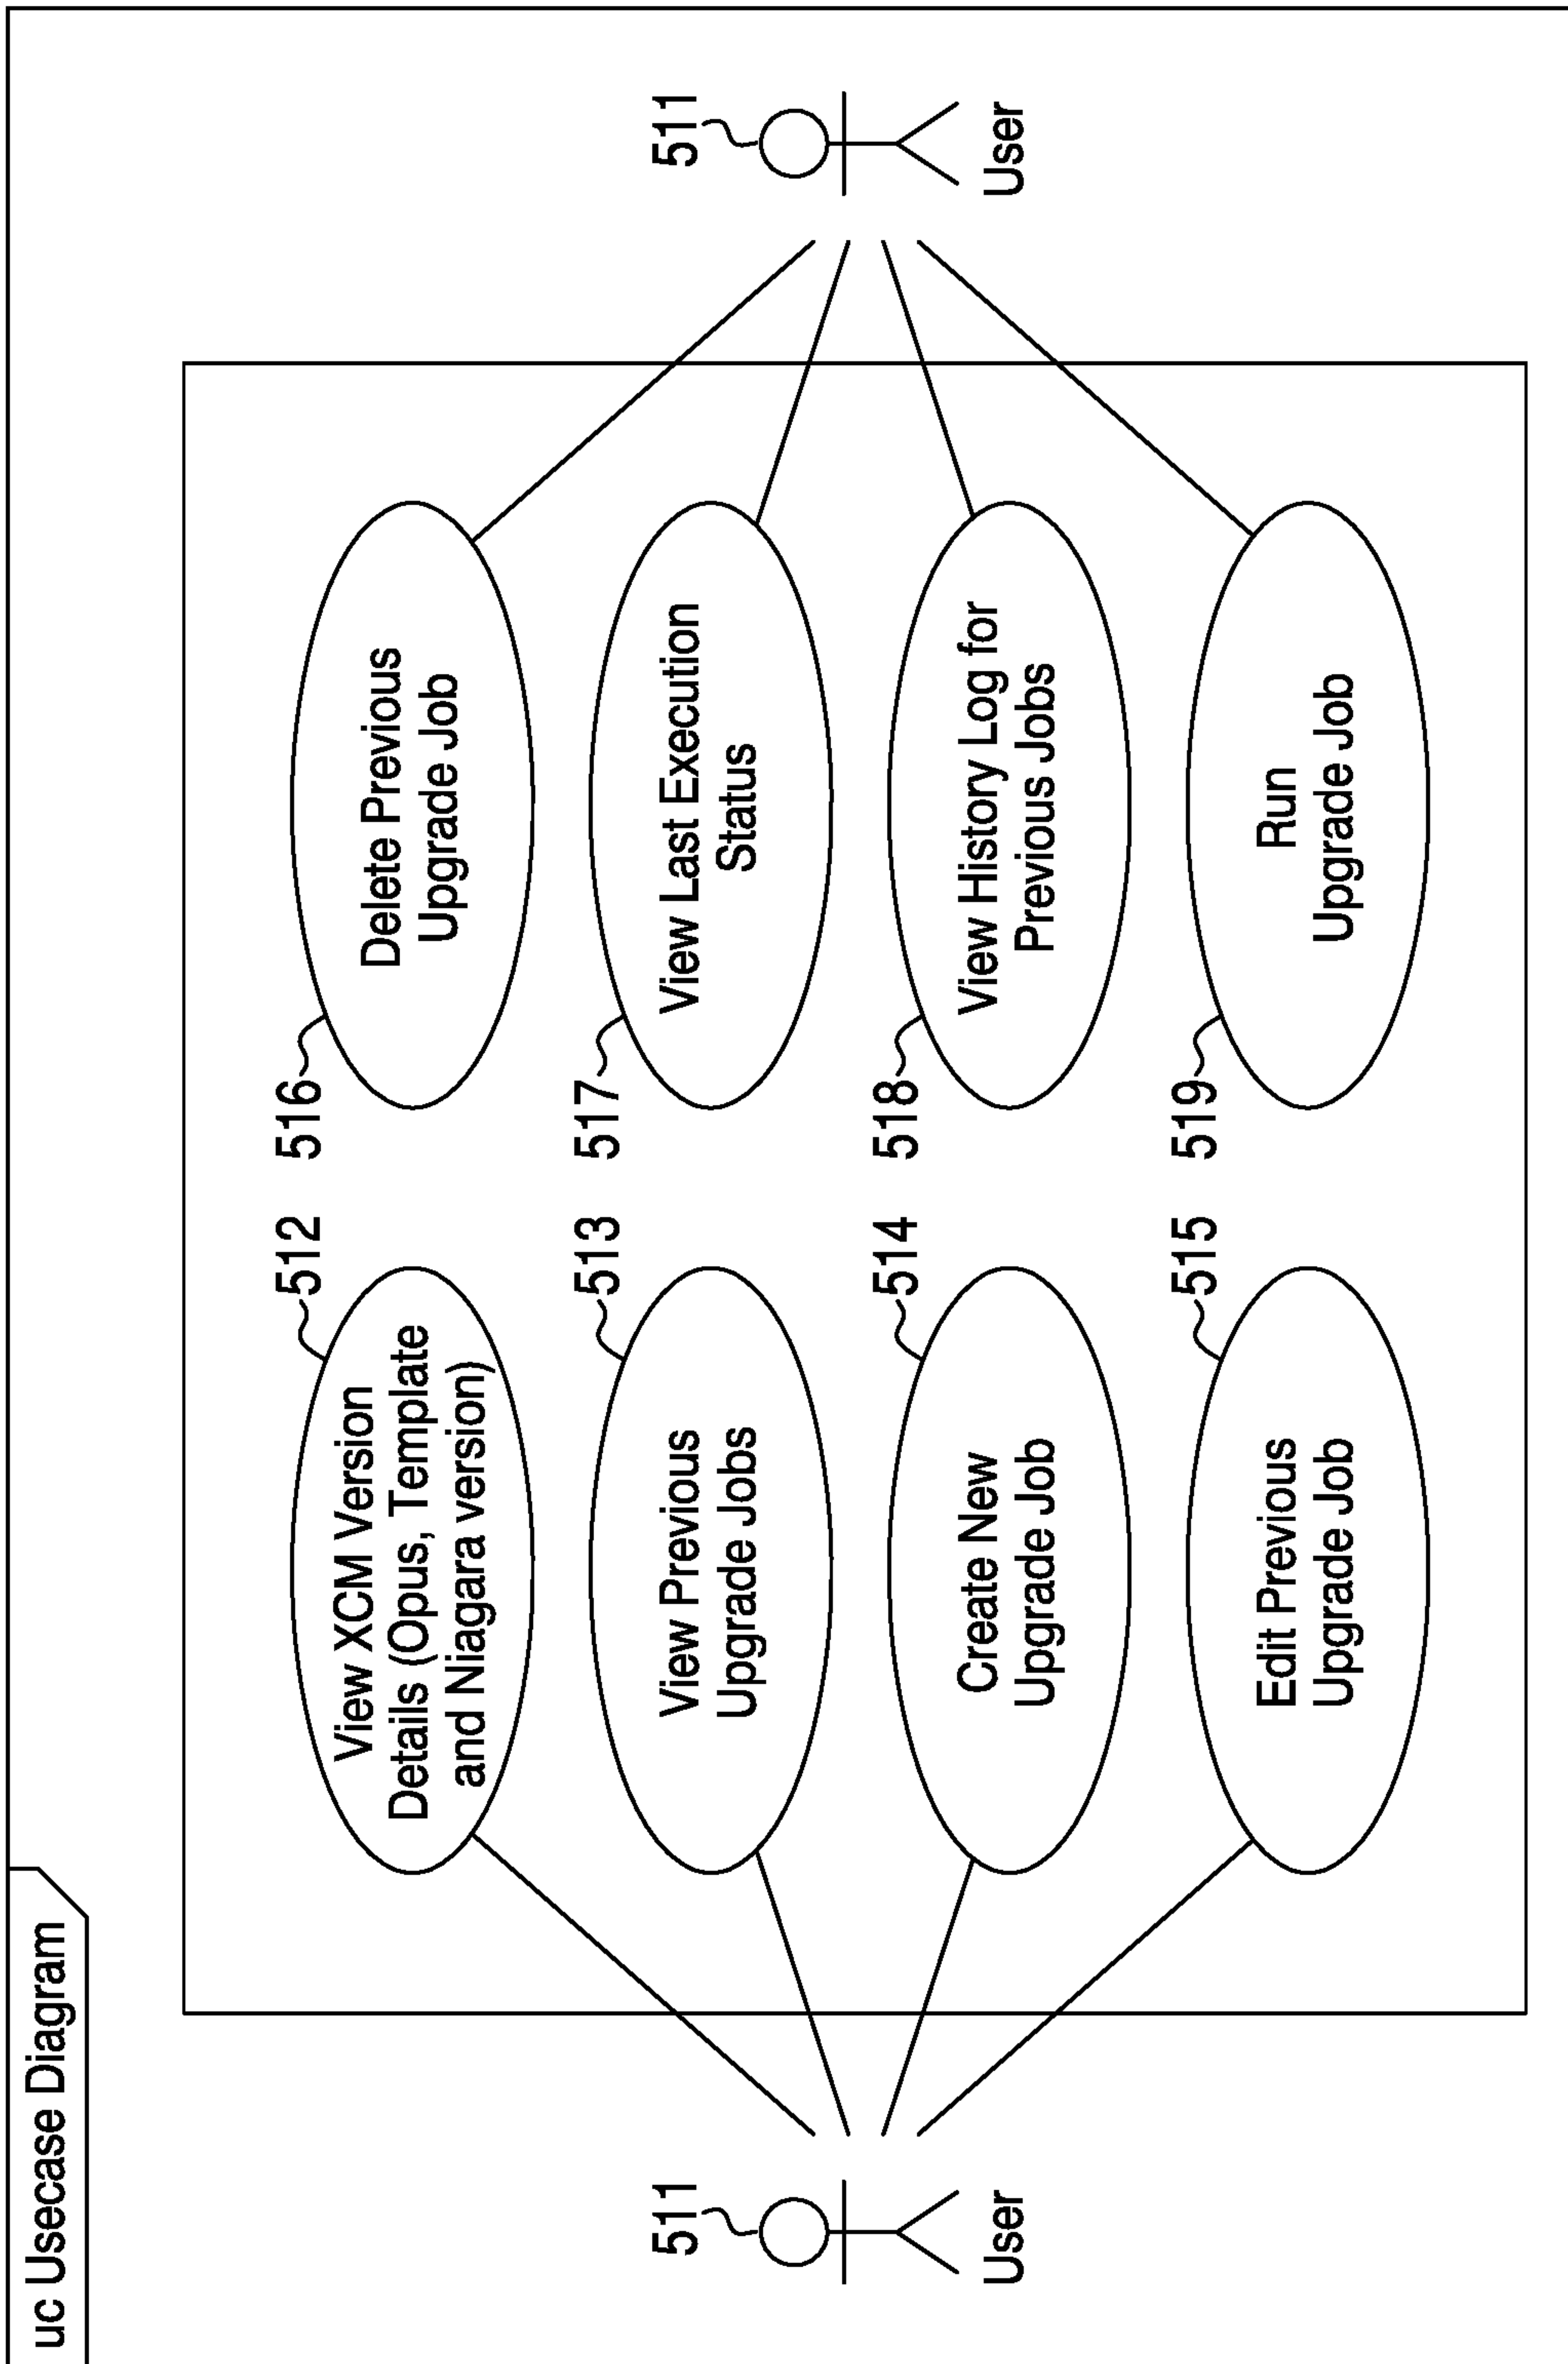 uc Usecase Diagram
511
User
512
View XCM Version
Details (Opus, Template
and Niagara version)
513
View Previous
Upgrade Jobs
514
Create New
Upgrade Job
515
Edit Previous
Upgrade Job
516
Delete Previous
Upgrade Job
517
View Last Execution
Status
518
View History Log for
Previous Jobs
519
Run
Upgrade Job
511
User